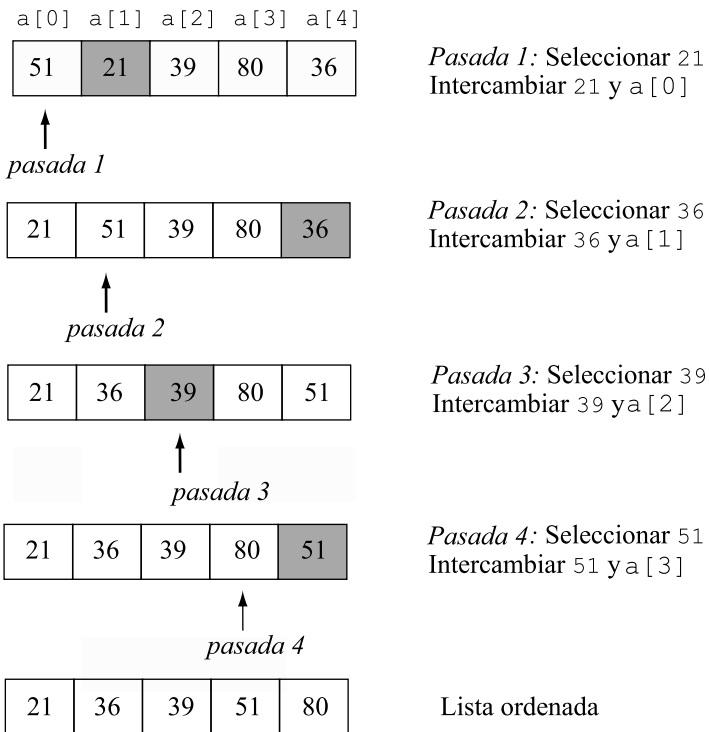 a[0] a[1] a[2] a[3] a[4]
51 21 39 80 36
Pasada 1: Seleccionar 21
Intercambiar 21 y a[0]
pasada 1
21 51 39 80 36
Pasada 2: Seleccionar 36
Intercambiar 36 y a[1]
pasada 2
21 36 39 80 51
Pasada 3: Seleccionar 39
Intercambiar 39 y a[2]
pasada 3
21 36 39 80 51
Pasada 4: Seleccionar 51
Intercambiar 51 y a[3]
pasada 4
21 36 39 51 80
Lista ordenada